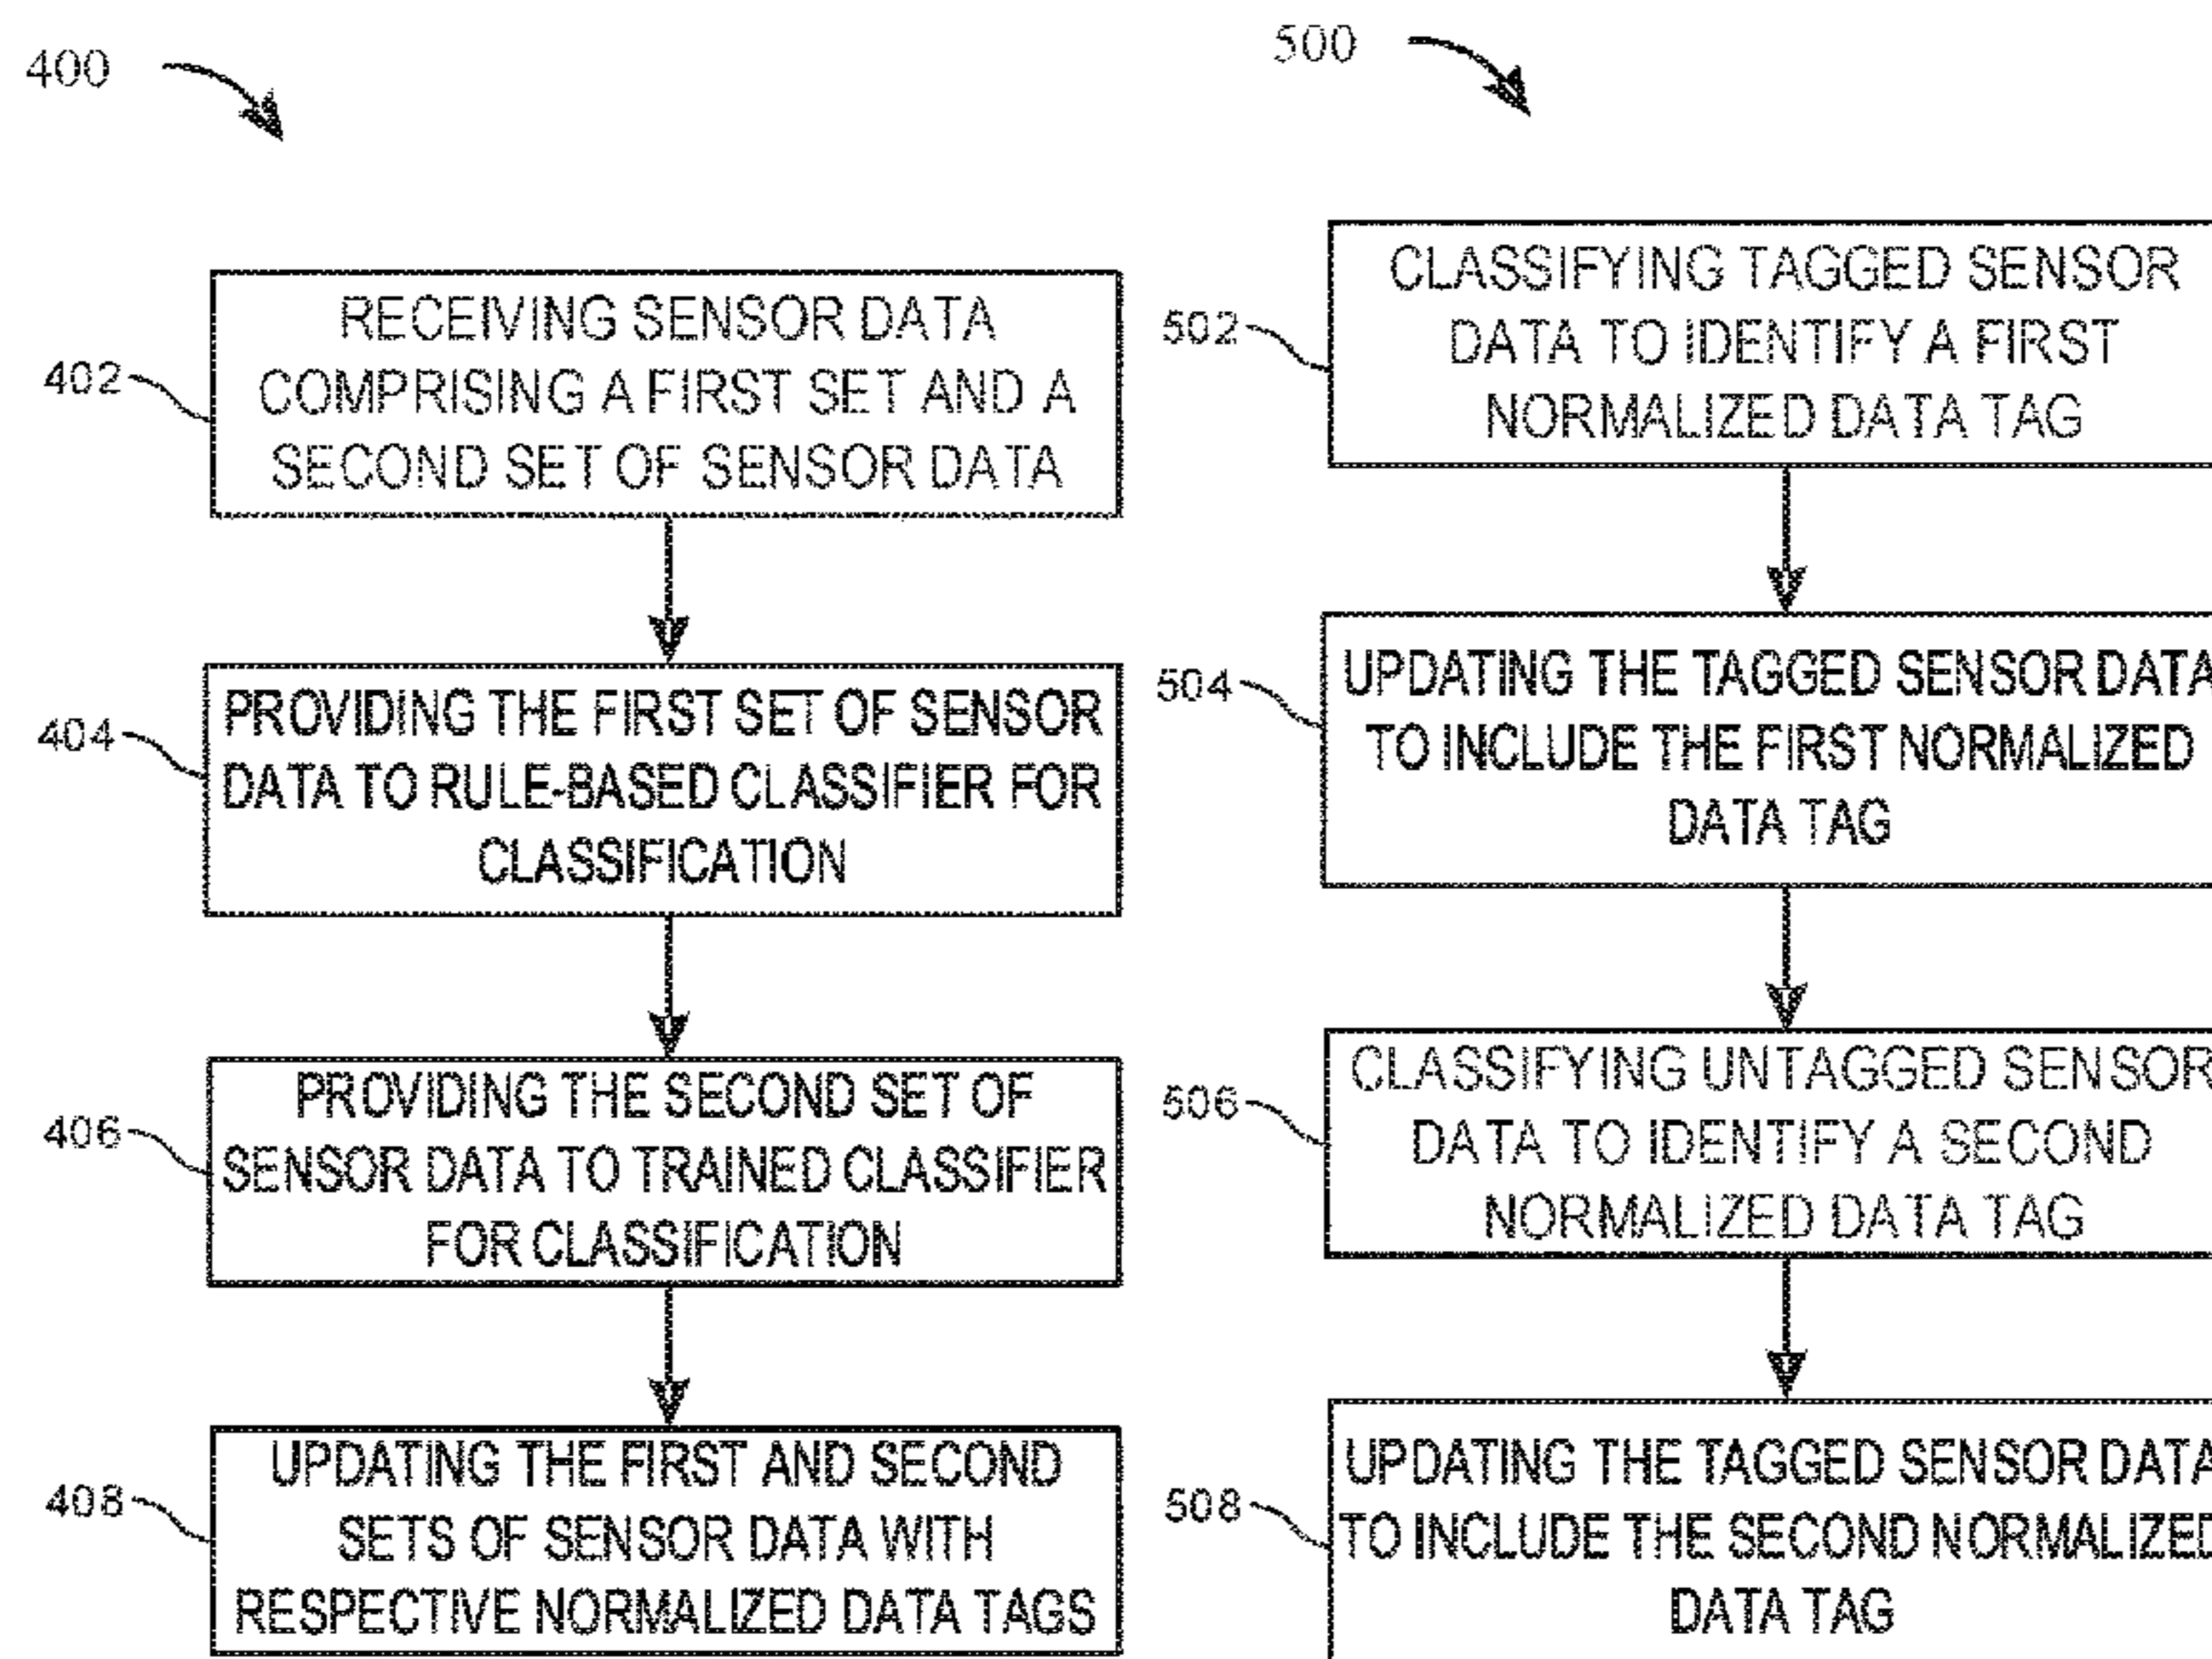 400
402
RECEIVING SENSOR DATA
COMPRISING A FIRST SET AND A
SECOND SET OF SENSOR DATA
404
PROVIDING THE FIRST SET OF SENSOR
DATA TO RULE-BASED CLASSIFIER FOR
CLASSIFICATION
406
PROVIDING THE SECOND SET OF
SENSOR DATA TO TRAINED CLASSIFIER
FOR CLASSIFICATION
408
UPDATING THE FIRST AND SECOND
SETS OF SENSOR DATA WITH
RESPECTIVE NORMALIZED DATA TAGS
500
502
CLASSIFYING TAGGED SENSOR
DATA TO IDENTIFY A FIRST
NORMALIZED DATA TAG
504
UPDATING THE TAGGED SENSOR DATA
TO INCLUDE THE FIRST NORMALIZED
DATA TAG
506
CLASSIFYING UNTAGGED SENSOR
DATA TO IDENTIFY A SECOND
NORMALIZED DATA TAG
508
UPDATING THE TAGGED SENSOR DATA
TO INCLUDE THE SECOND NORMALIZED
DATA TAG